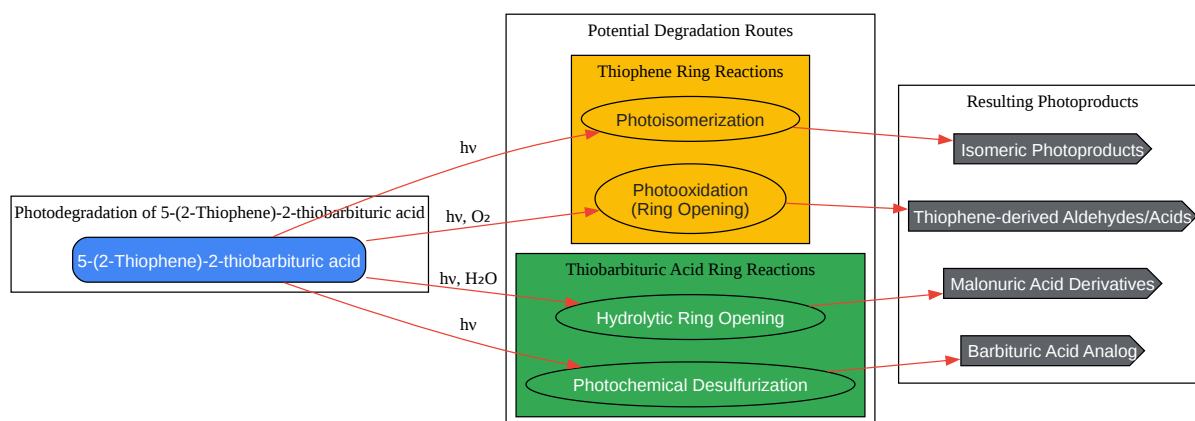 Potential Degradation Routes
Thiophene Ring Reactions
Photoisomerization
Photooxidation
(Ring Opening)
Thiobarbituric Acid Ring Reactions
Hydrolytic Ring Opening
Photochemical Desulfurization
Resulting Photoproducts
Isomeric Photoproducts
Thiophene-derived Aldehydes/Acids
Malonuric Acid Derivatives
Barbituric Acid Analog
Photodegradation of 5-(2-Thiophene)-2-thiobarbituric acid
5-(2-Thiophene)-2-thiobarbituric acid
hν
hν, O₂
hν, H₂O
hν